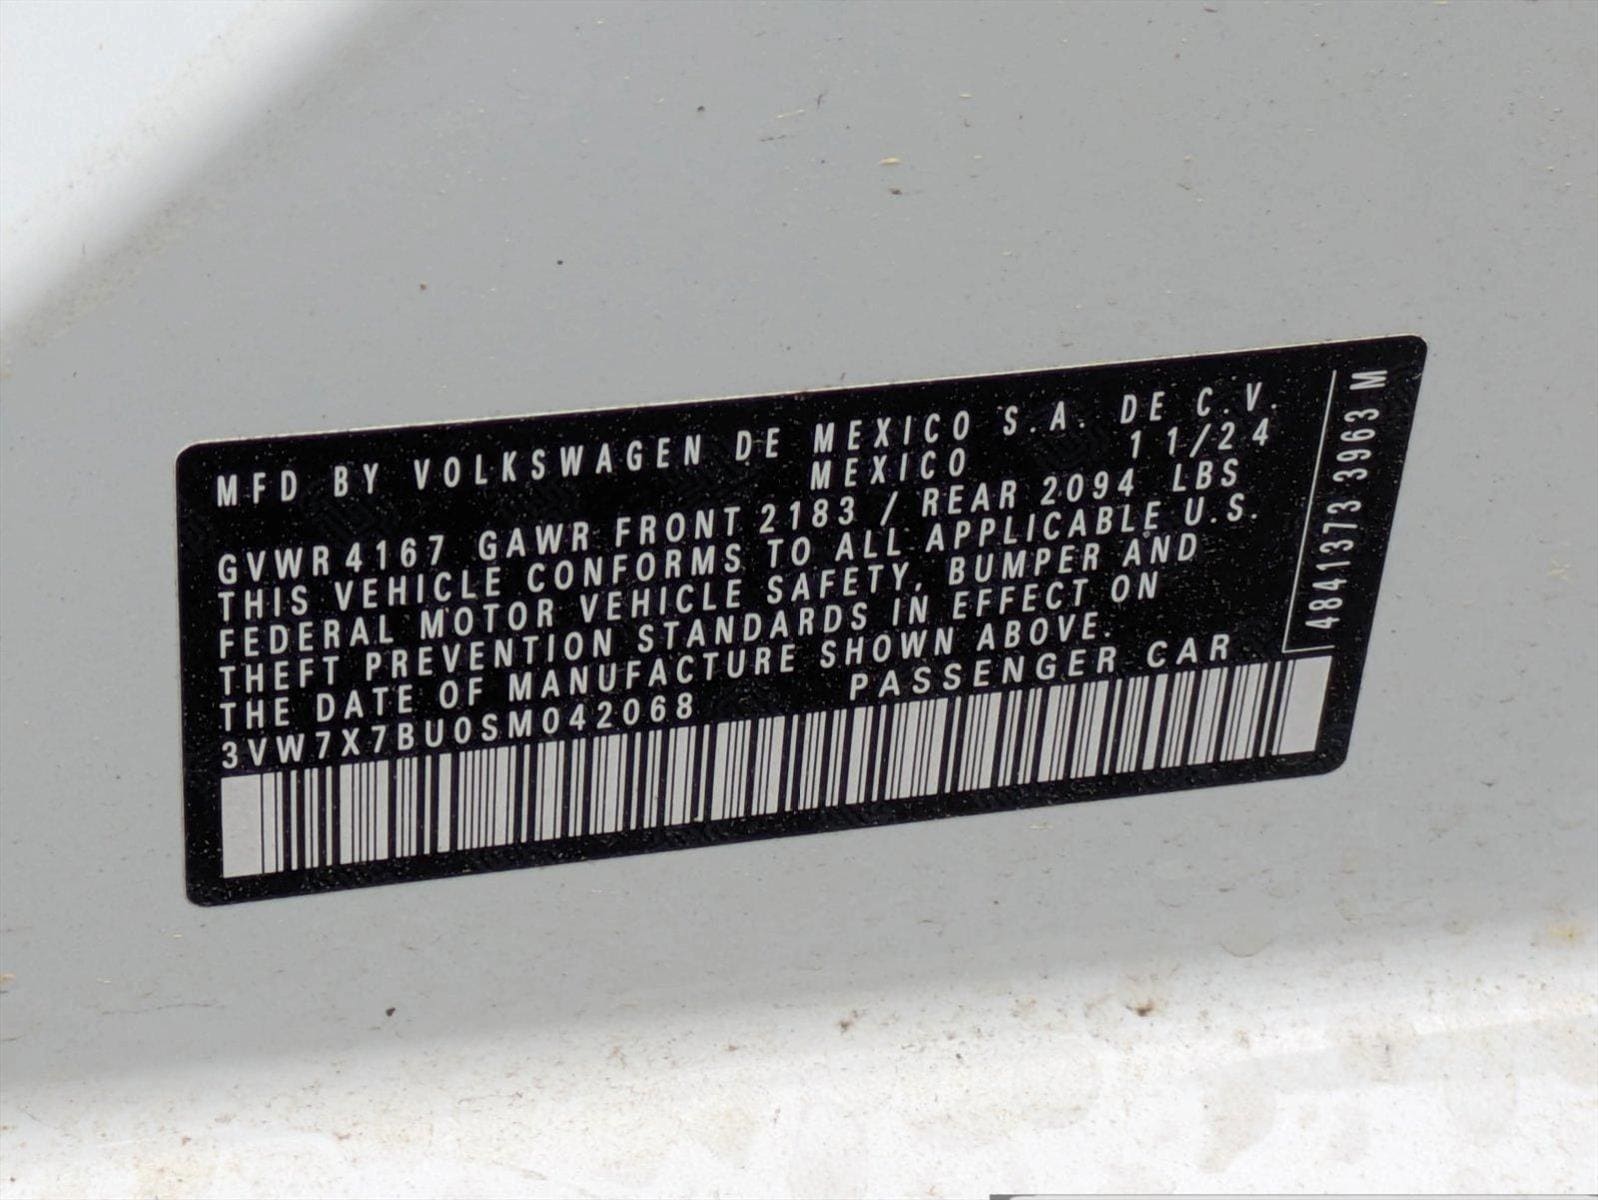 MFD BY VOLKSWAGEN DE MEXICO S.A. DE C.V.
MEXICO 11/24
GVWR 4167 GAWR FRONT 2183 / REAR 2094 LBS
THIS VEHICLE CONFORMS TO ALL APPLICABLE U.S.
FEDERAL MOTOR VEHICLE SAFETY, BUMPER AND
THEFT PREVENTION STANDARDS IN EFFECT ON
THE DATE OF MANUFACTURE SHOWN ABOVE.
3VW7X7BU0SM042068 PASSENGER CAR
4841373 3963 M